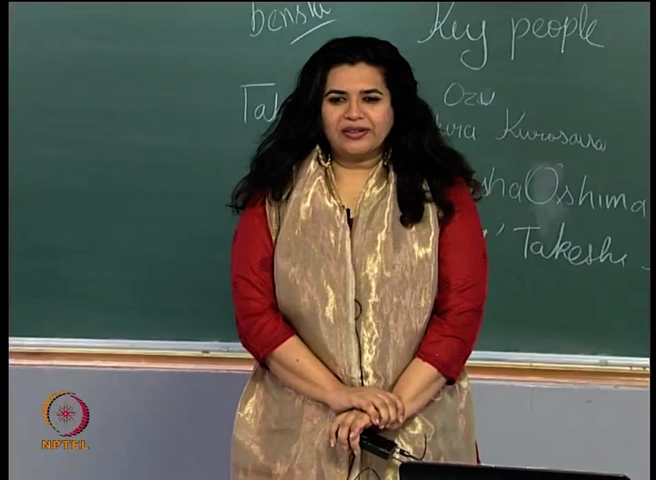 benshi
Key people
Ozu
Kurosawa
Oshima
Takeshi
NPTEL